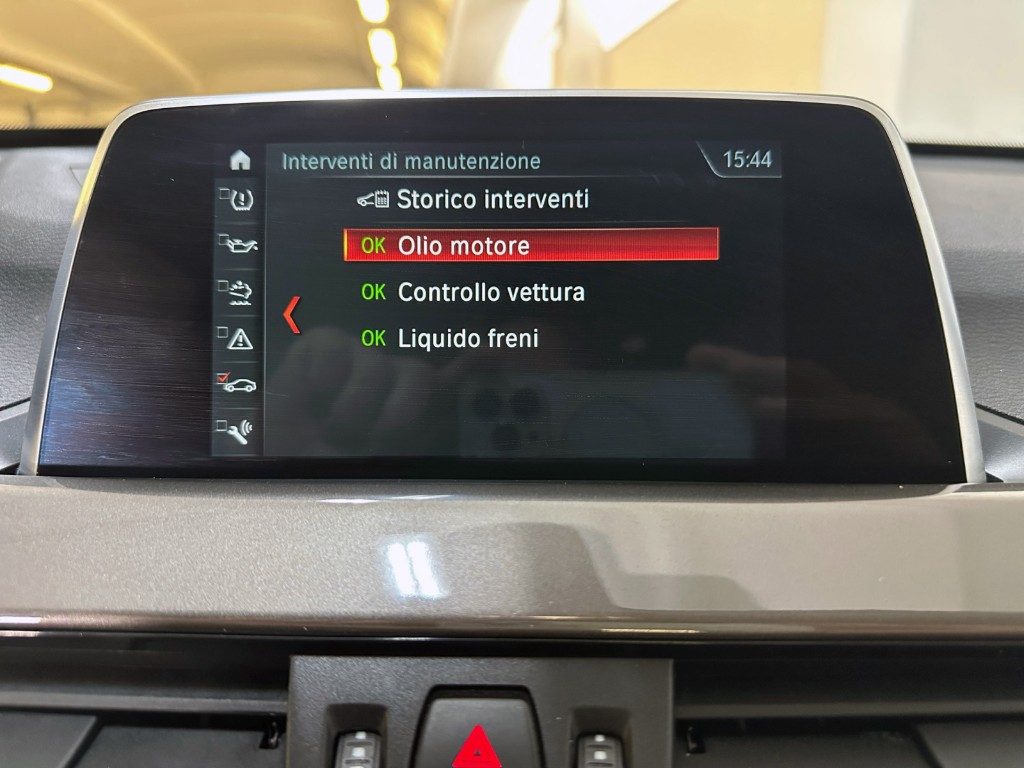 Interventi di manutenzione
15:44
Storico interventi
OK Olio motore
OK Controllo vettura
OK Liquido freni